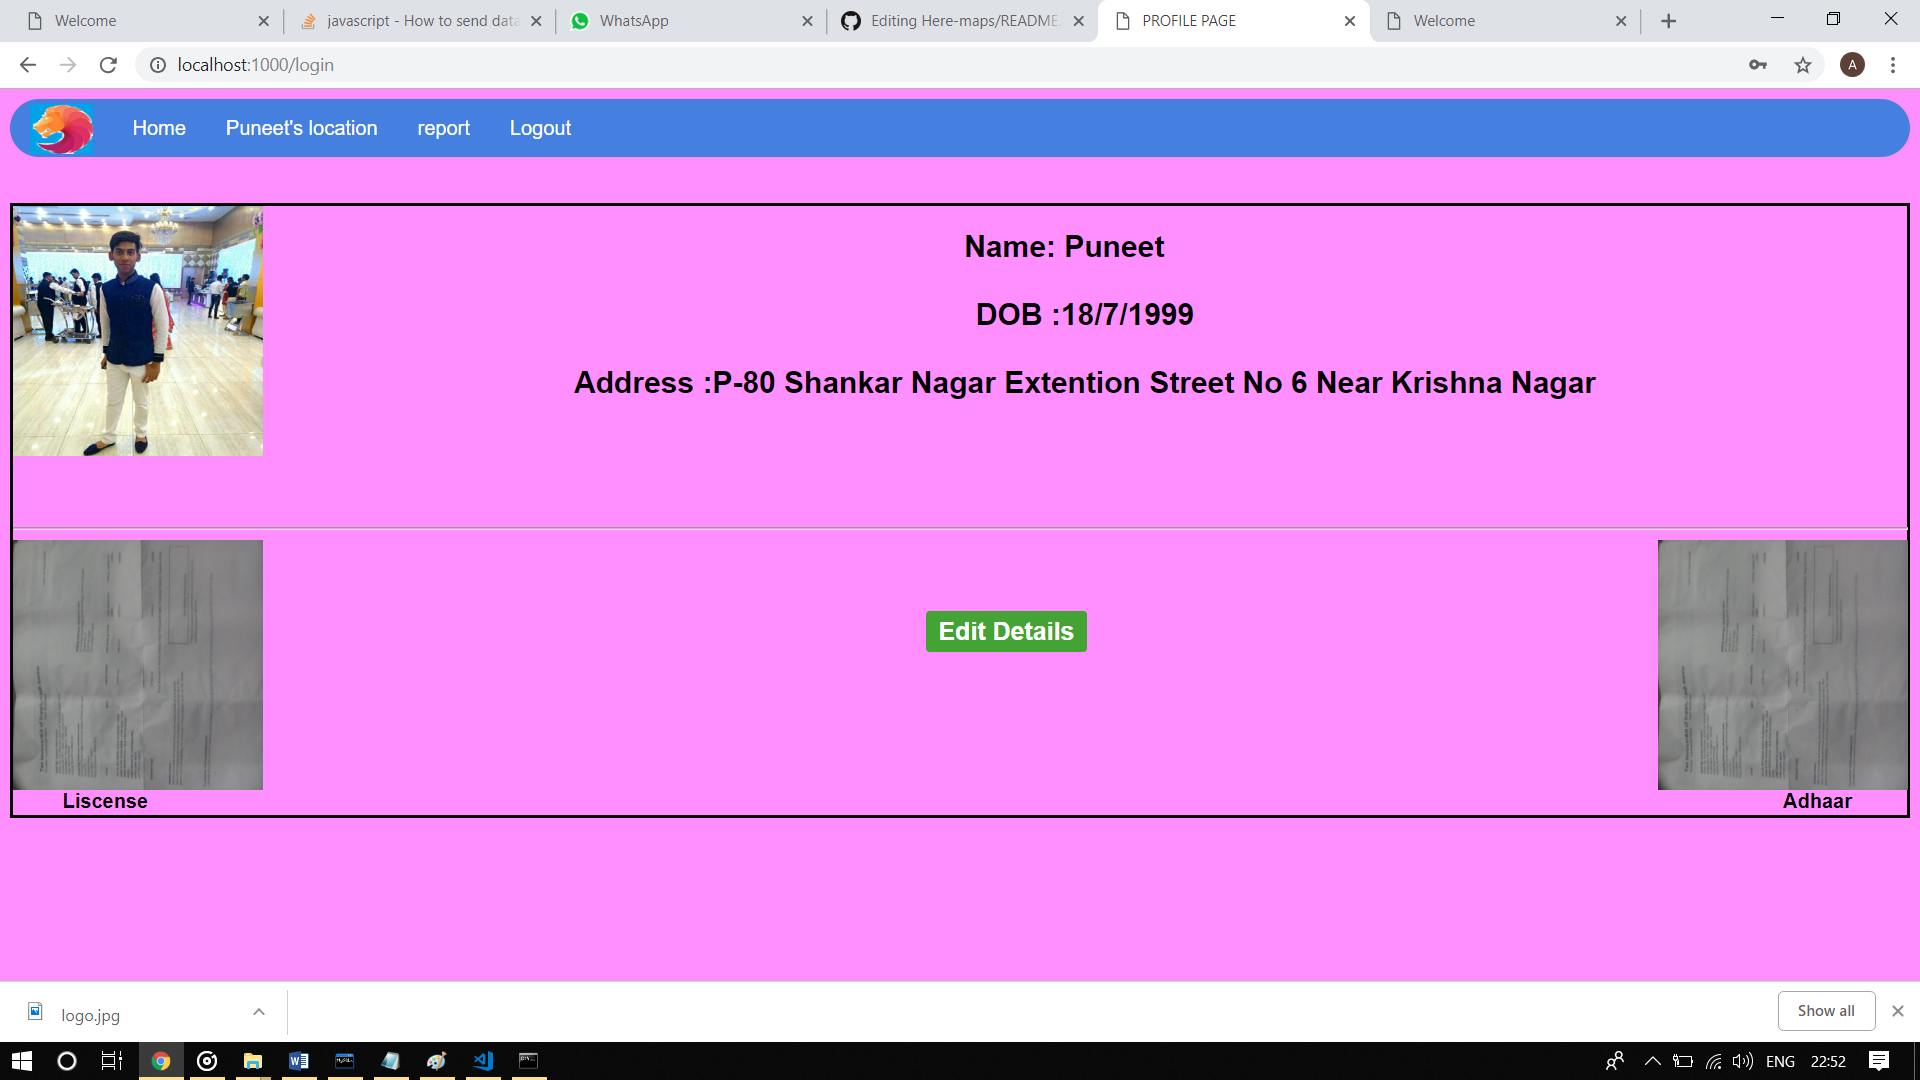 Welcome
javascript - How to send data
WhatsApp
Editing Here-maps/README.
PROFILE PAGE
Welcome
localhost:1000/login
A
Home
Puneet's location
report
Logout
Name: Puneet
DOB :18/7/1999
Address :P-80 Shankar Nagar Extention Street No 6 Near Krishna Nagar
Edit Details
Liscense
Adhaar
logo.jpg
Show all
ENG
22:52